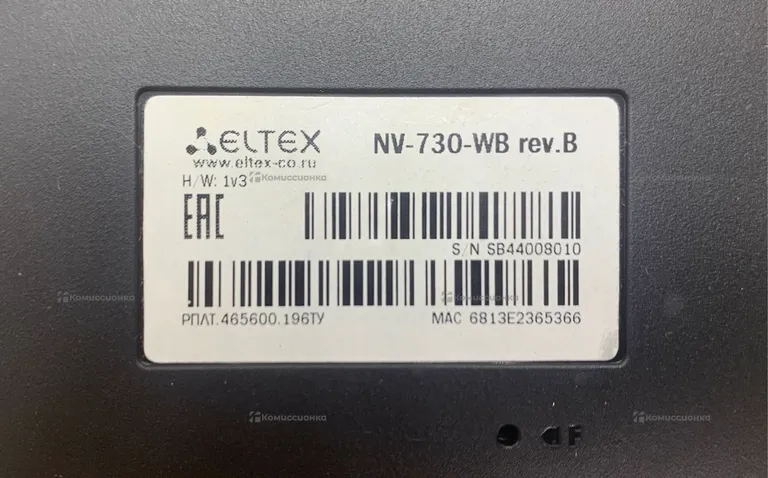 ELTEX
www.eltex-co.ru
NV-730-WB rev.B
H/W: 1v3
Комиссионка
EAC
S/N SB44008010
Комиссионка
Комиссионка
Комиссионка
РПЛТ.465600.196ТУ
MAC 6813E2365366
Комиссионка
Комиссионка
F